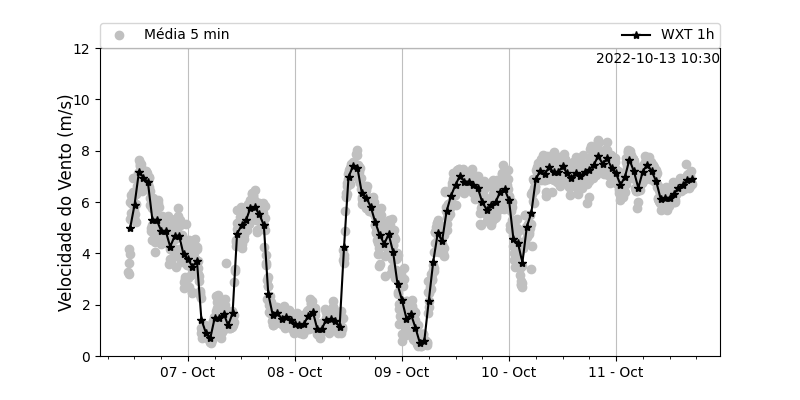 Média 5 min
WXT 1h
2022-10-13 10:30
Velocidade do Vento (m/s)
12
10
8
6
4
2
0
07 - Oct
08 - Oct
09 - Oct
10 - Oct
11 - Oct